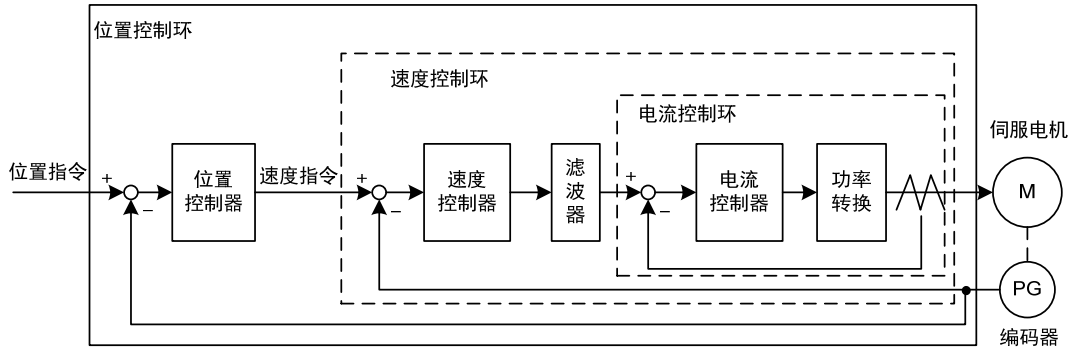 位置控制环
速度控制环
电流控制环
伺服电机
位置指令
+
−
位置
控制器
速度指令
+
−
速度
控制器
滤
波
器
+
−
电流
控制器
功率
转换
M
PG
编码器